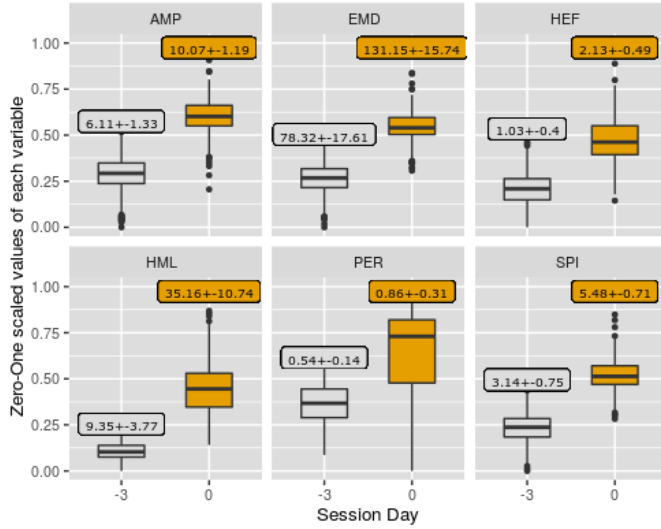 AMP EMD HEF
1.00 10.07+-1.19 131.15+-15.74 2.13+-0.49
0.75
6.11+-1.33 78.32+-17.61 1.03+-0.4
0.50
0.25
0.00
HML PER SPI
1.00 35.16+-10.74 0.86+-0.31 5.48+-0.71
0.75
0.54+-0.14
0.50 3.14+-0.75
0.25 9.35+-3.77
0.00
-3 0 -3 0 -3 0
Session Day
Zero-One scaled values of each variable